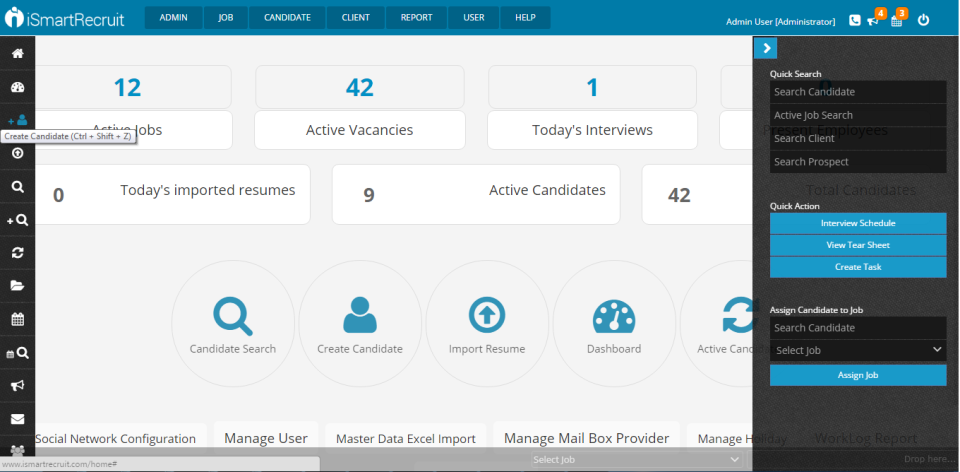 iSmartRecruit
ADMIN JOB CANDIDATE CLIENT REPORT USER HELP
Admin User [Administrator]
4
3
12
42
1
Active Jobs
Active Vacancies
Today's Interviews
Present Employees
Create Candidate (Ctrl + Shift + Z)
0
Today's imported resumes
9
Active Candidates
42
Total Candidates
Candidate Search
Create Candidate
Import Resume
Dashboard
Active Cand
Social Network Configuration
Manage User
Master Data Excel Import
Manage Mail Box Provider
Manage Holiday
WorkLog Report
Quick Search
Search Candidate
Active Job Search
Search Client
Search Prospect
Quick Action
Interview Schedule
View Tear Sheet
Create Task
Assign Candidate to Job
Search Candidate
Select Job
Assign Job
www.ismartrecruit.com/home#
Select Job
Drop here...